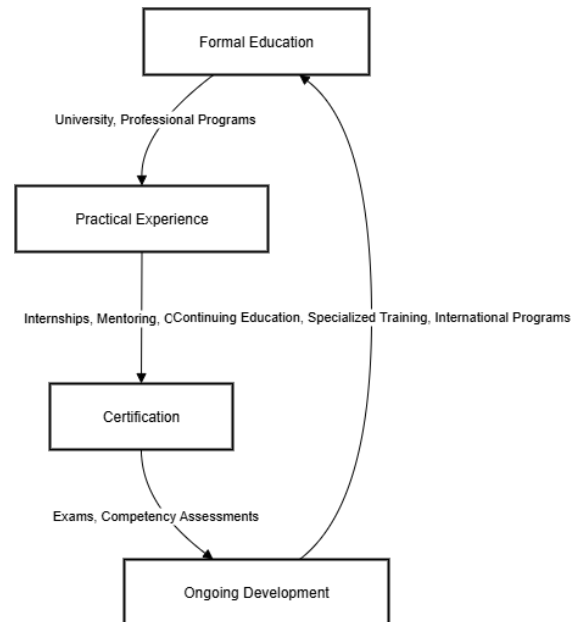 Formal Education
University, Professional Programs
Practical Experience
Internships, Mentoring,
Continuing Education, Specialized Training, International Programs
Certification
Exams, Competency Assessments
Ongoing Development